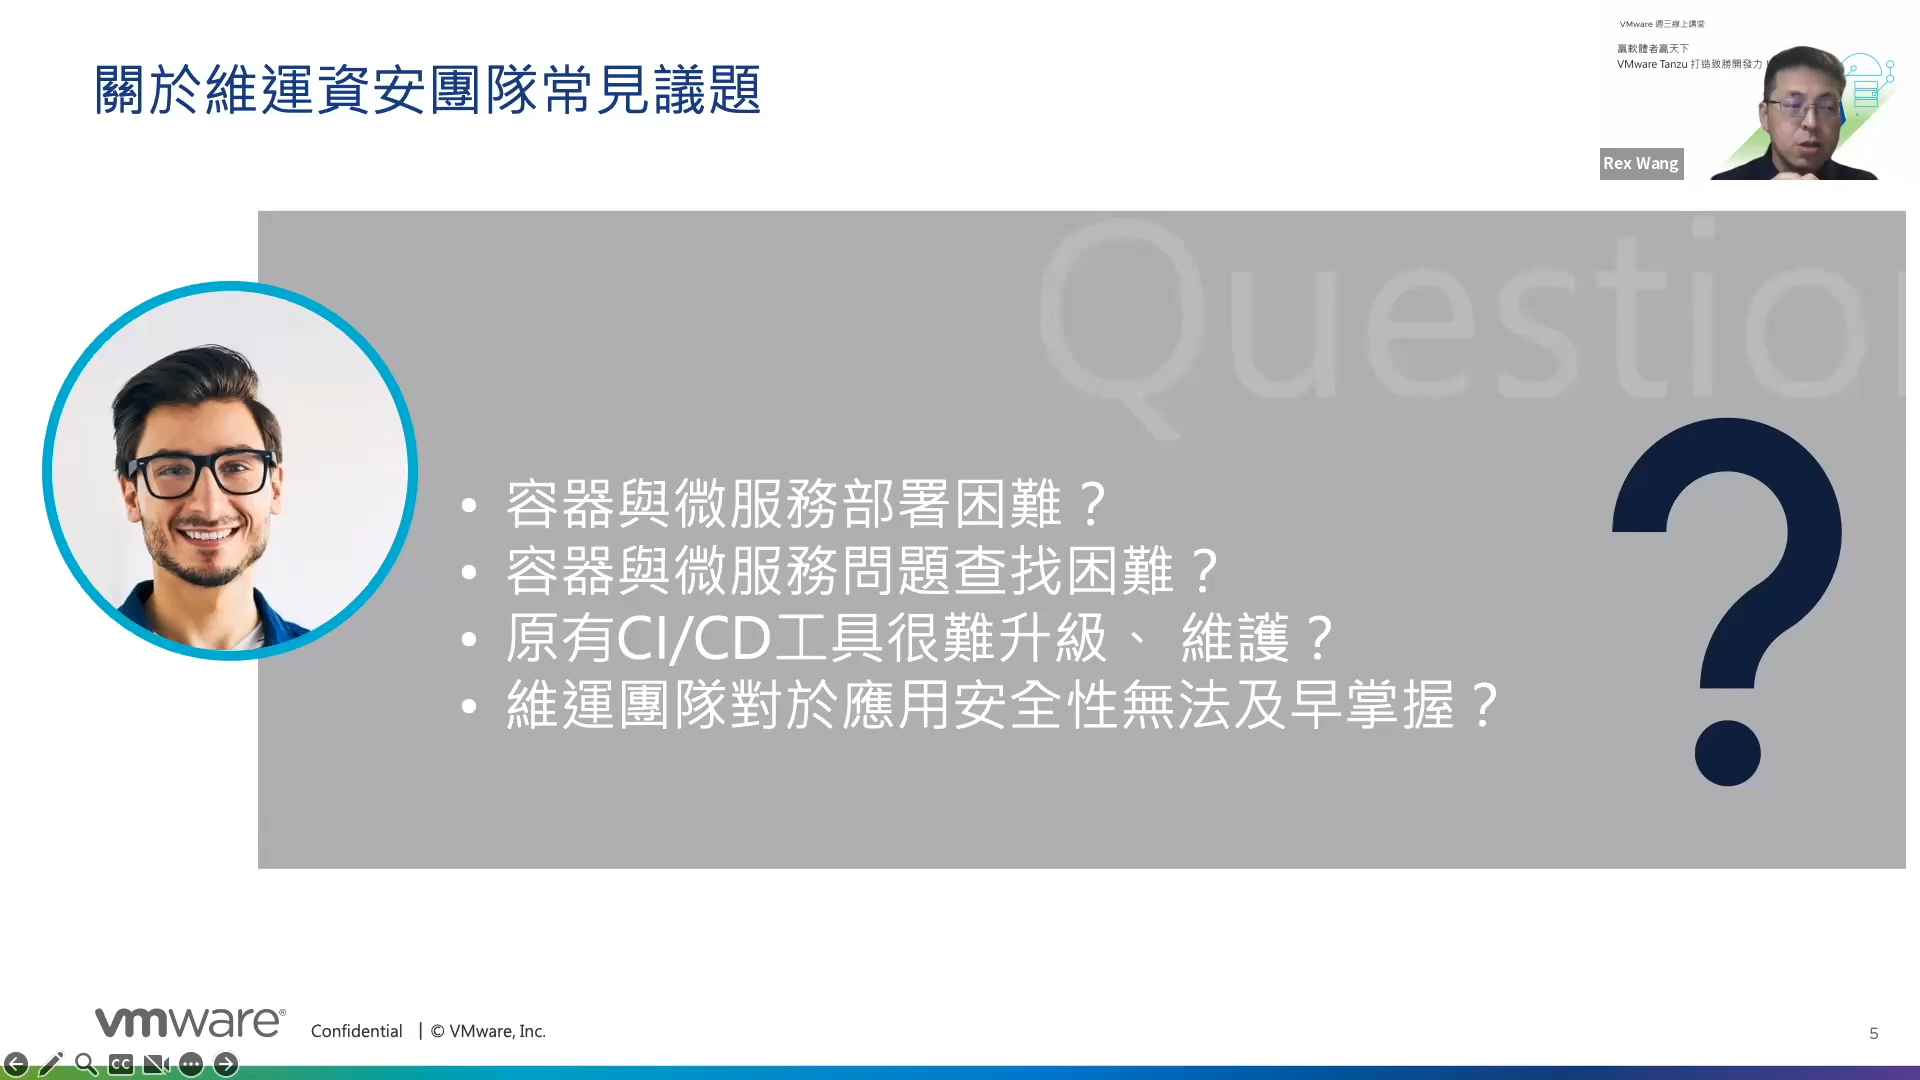 VMware 週三線上講堂
贏軟體者贏天下
VMware Tanzu 打造致勝開發力！
關於維運資安團隊常見議題
Rex Wang
Question
• 容器與微服務部署困難？
• 容器與微服務問題查找困難？
• 原有CI/CD工具很難升級、 維護？
• 維運團隊對於應用安全性無法及早掌握？
?
vmware®
Confidential | © VMware, Inc.
5
CC